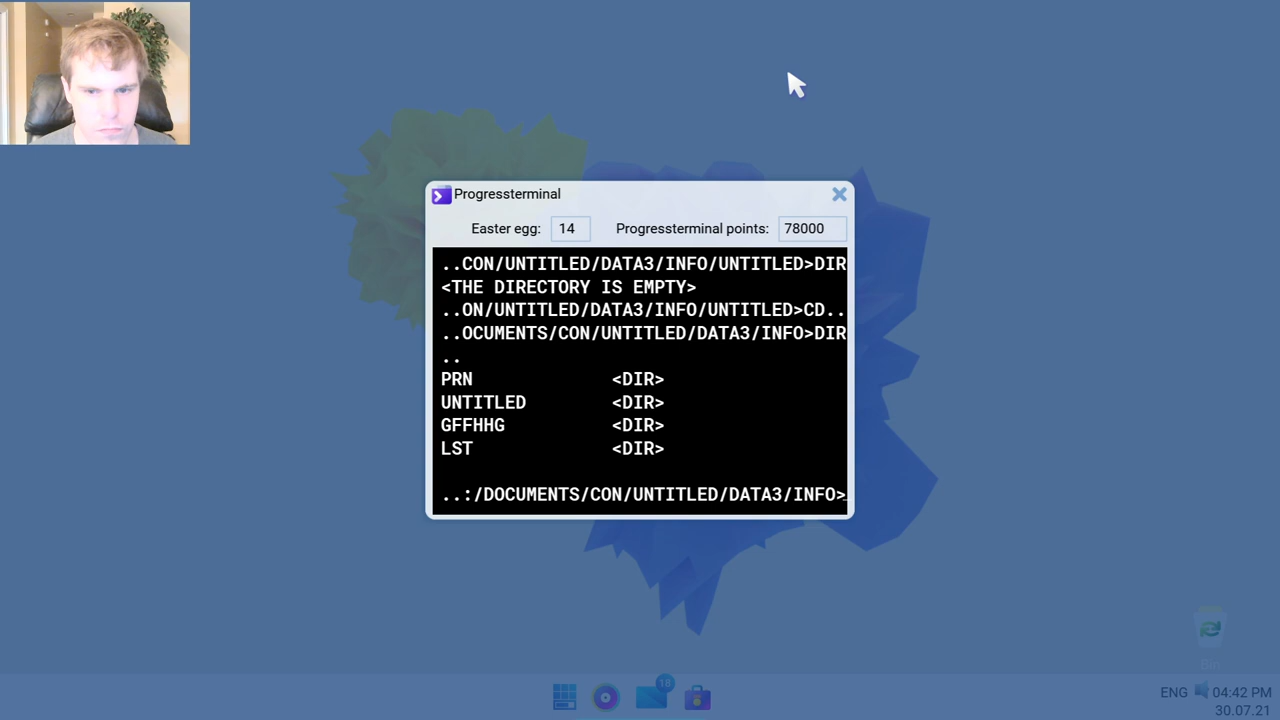 Progressterminal
Easter egg: 14 Progressterminal points: 78000
..CON/UNTITLED/DATA3/INFO/UNTITLED>DIR
<THE DIRECTORY IS EMPTY>
..ON/UNTITLED/DATA3/INFO/UNTITLED>CD..
..OCUMENTS/CON/UNTITLED/DATA3/INFO>DIR
..
PRN <DIR>
UNTITLED <DIR>
GFFHHG <DIR>
LST <DIR>
..:/DOCUMENTS/CON/UNTITLED/DATA3/INFO>_
Bin
18
ENG 04:42 PM
30.07.21